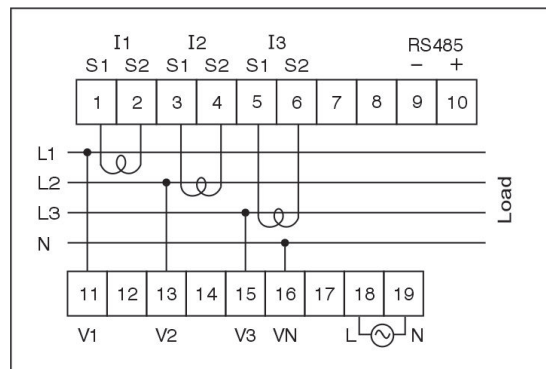 I1 I2 I3 RS485
S1 S2 S1 S2 S1 S2 − +
1 2 3 4 5 6 7 8 9 10
L1
L2
L3
N
Load
11 12 13 14 15 16 17 18 19
V1 V2 V3 VN L N